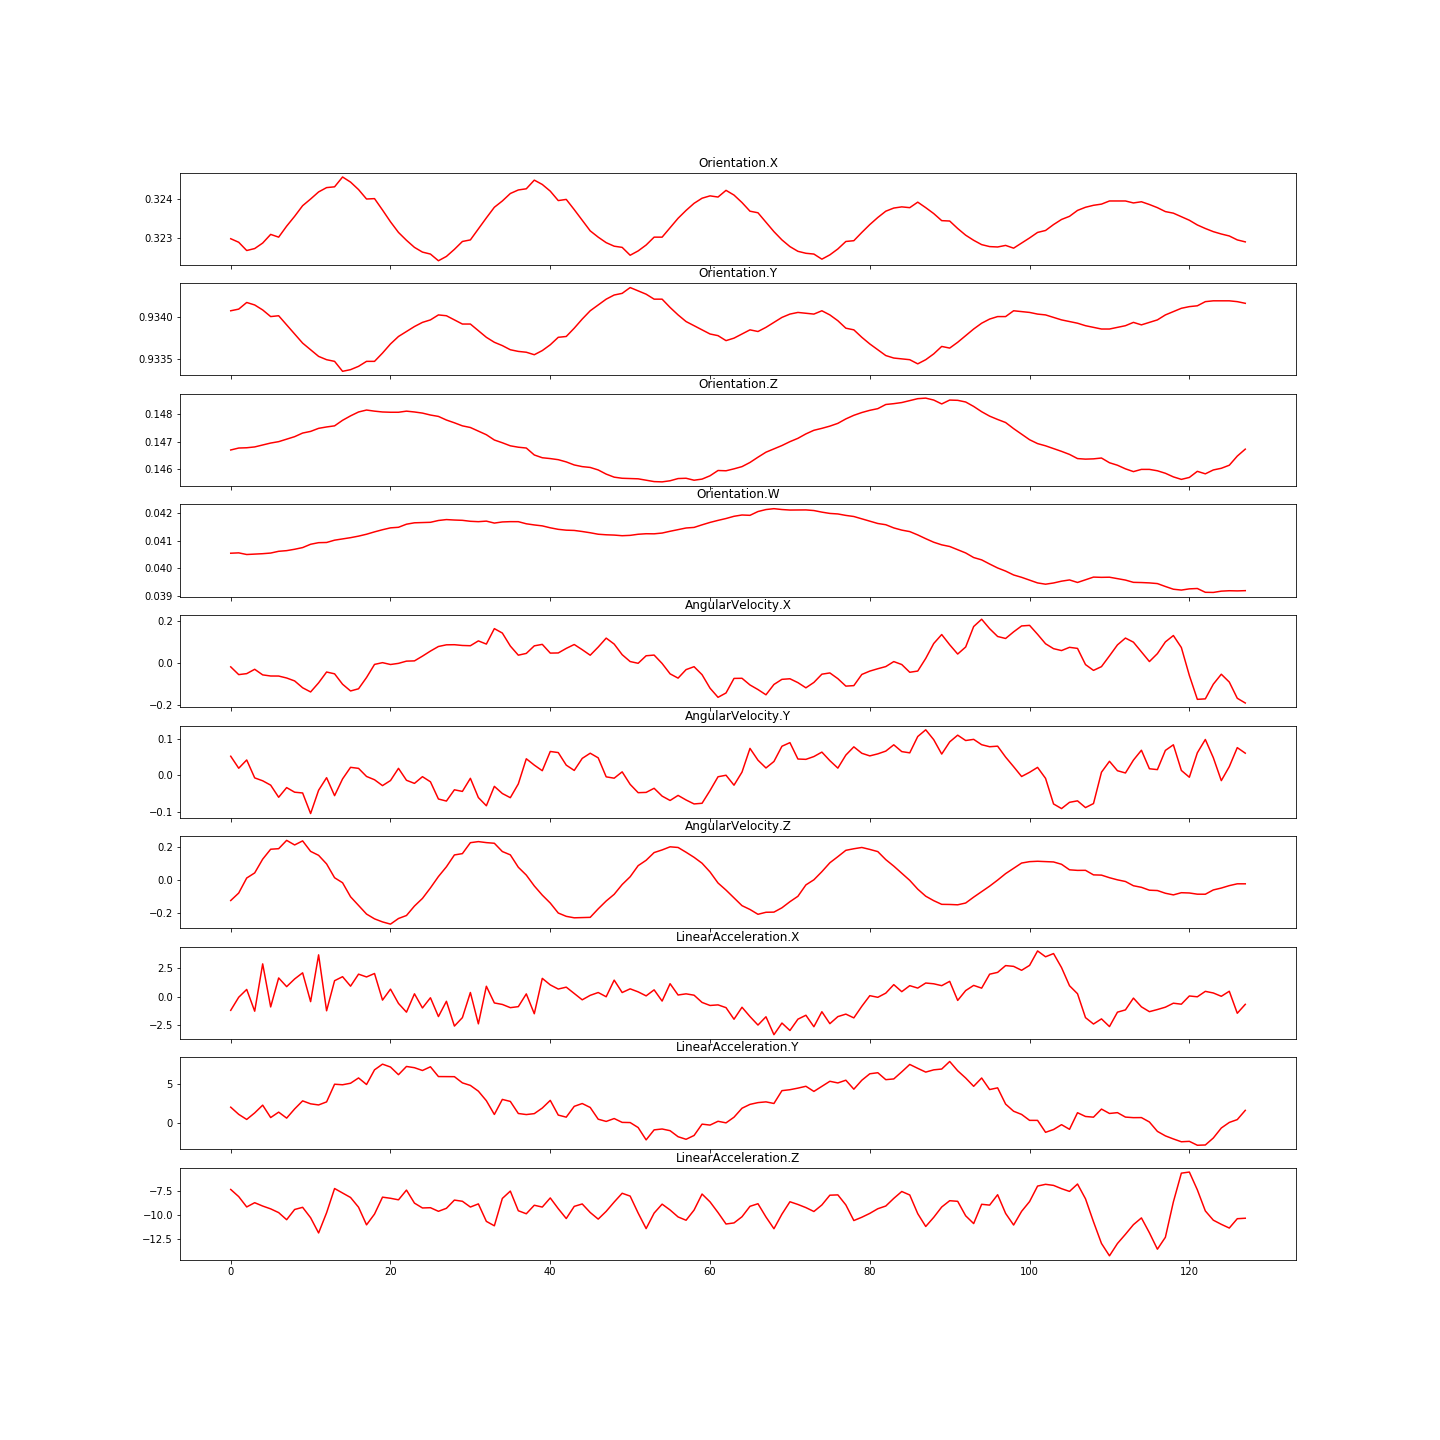 Orientation.X
0.324
0.323
Orientation.Y
0.9340
0.9335
Orientation.Z
0.148
0.147
0.146
Orientation.W
0.042
0.041
0.040
0.039
AngularVelocity.X
0.2
0.0
−0.2
AngularVelocity.Y
0.1
0.0
−0.1
AngularVelocity.Z
0.2
0.0
−0.2
LinearAcceleration.X
2.5
0.0
−2.5
LinearAcceleration.Y
5
0
LinearAcceleration.Z
−7.5
−10.0
−12.5
0 20 40 60 80 100 120